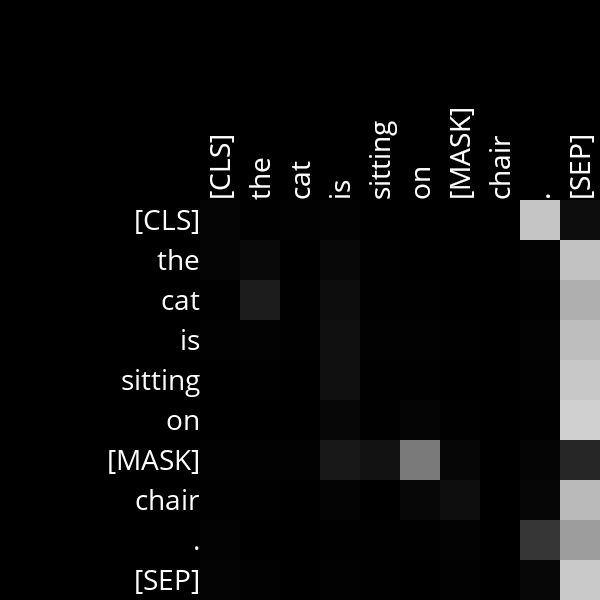 [CLS] the cat is sitting on [MASK] chair . [SEP]
[CLS]
the
cat
is
sitting
on
[MASK]
chair
.
[SEP]